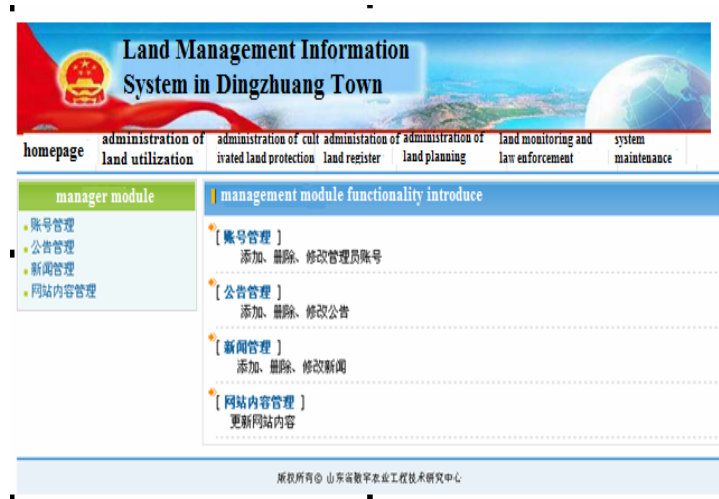 Land Management Information
System in Dingzhuang Town
homepage
administration of
land utilization
administration of cult
ivated land protection
administation of
land register
administration of
land planning
land monitoring and
law enforcement
system
maintenance
manager module
账号管理
公告管理
新闻管理
网站内容管理
management module functionality introduce
[ 账号管理 ]
添加、删除、修改管理员账号
[ 公告管理 ]
添加、删除、修改公告
[ 新闻管理 ]
添加、删除、修改新闻
[ 网站内容管理 ]
更新网站内容
版权所有© 山东省数字农业工程技术研究中心